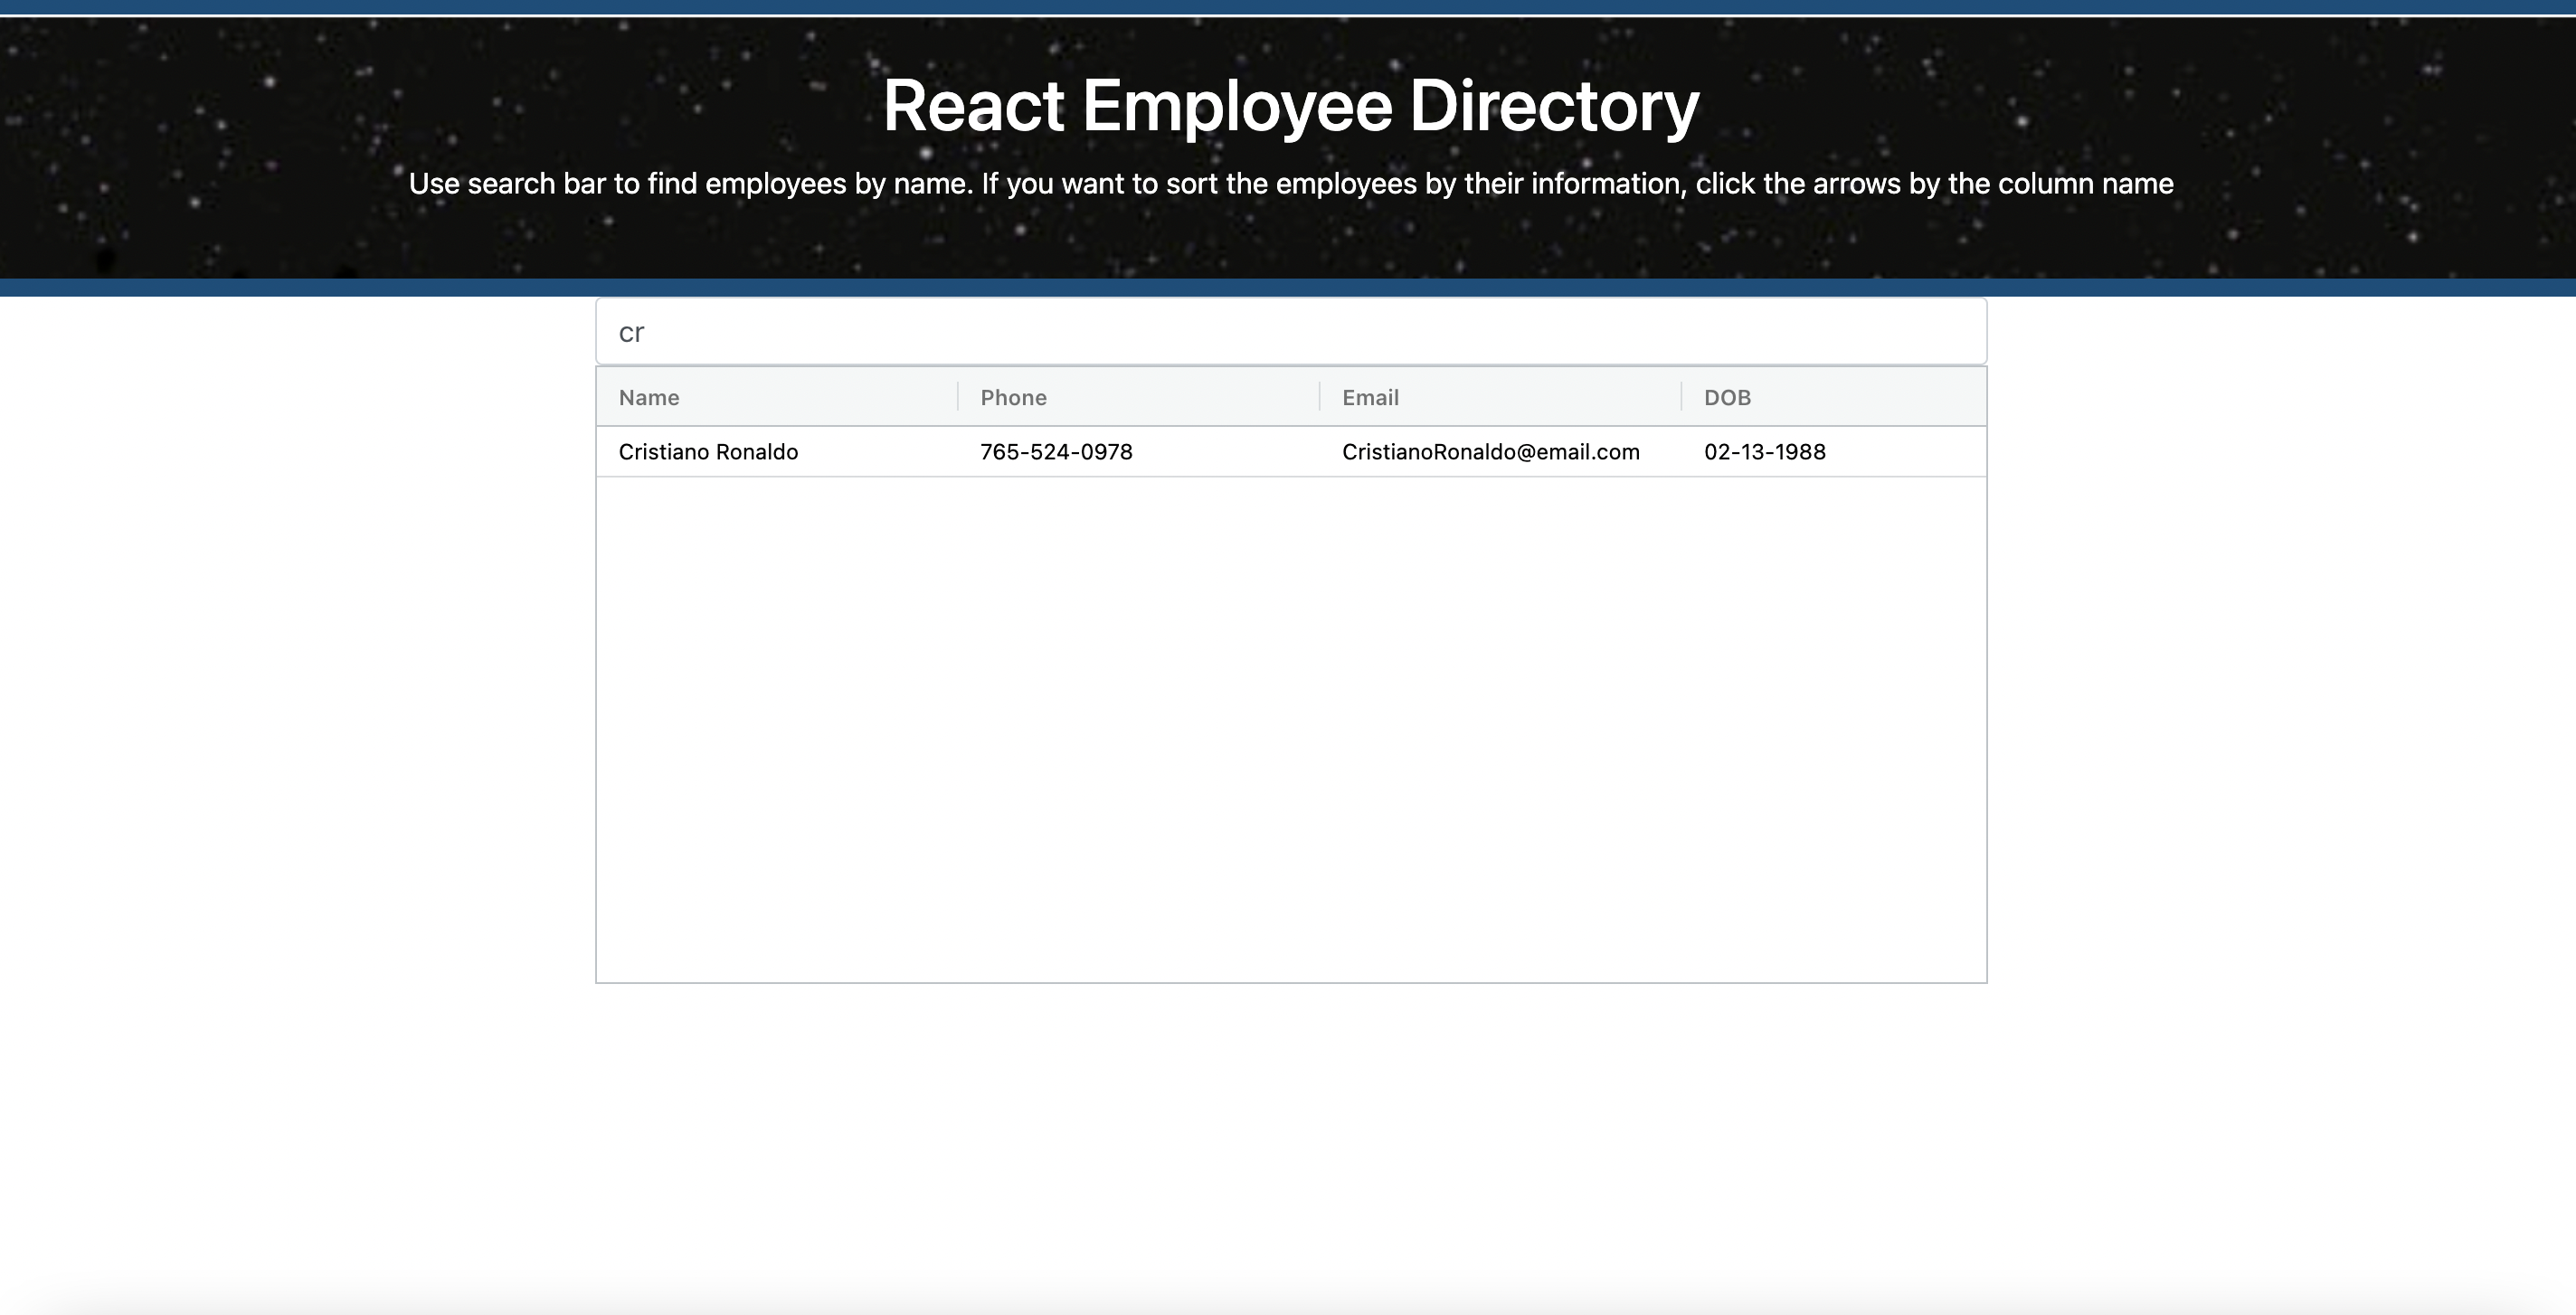 React Employee Directory
Use search bar to find employees by name. If you want to sort the employees by their information, click the arrows by the column name
cr
Name Phone Email DOB
Cristiano Ronaldo 765-524-0978 CristianoRonaldo@email.com 02-13-1988